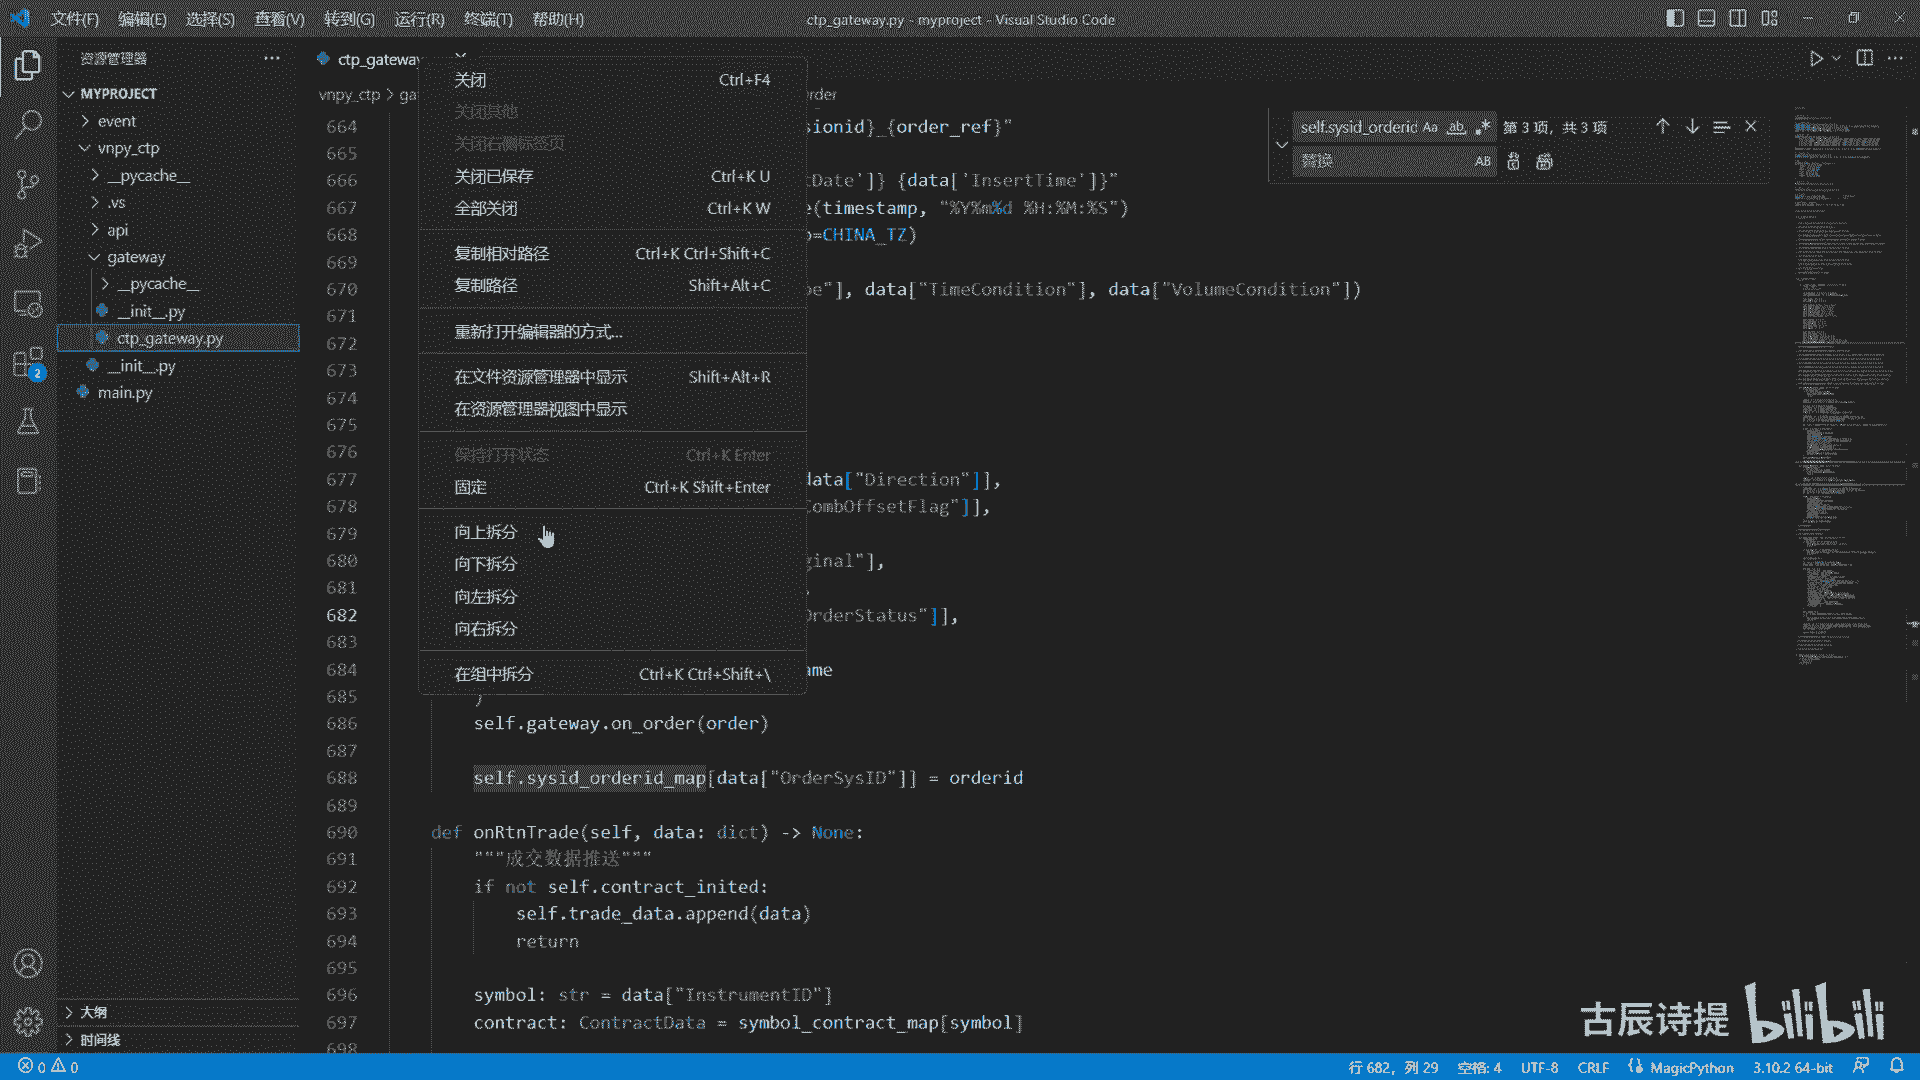 文件(F) 编辑(E) 选择(S) 查看(V) 转到(G) 运行(R) 终端(T) 帮助(H) ctp_gateway.py - myproject - Visual Studio Code
资源管理器
MYPROJECT
event
vnpy_ctp
__pycache__
.vs
api
gateway
__pycache__
__init__.py
ctp_gateway.py
__init__.py
main.py
大纲
时间线
2
ctp_gateway
vnpy_ctp > ga
order
关闭 Ctrl+F4
关闭其他
关闭右侧标签页
关闭已保存 Ctrl+K U
全部关闭 Ctrl+K W
复制相对路径 Ctrl+K Ctrl+Shift+C
复制路径 Shift+Alt+C
重新打开编辑器的方式...
在文件资源管理器中显示 Shift+Alt+R
在资源管理器视图中显示
保持打开状态 Ctrl+K Enter
固定 Ctrl+K Shift+Enter
向上拆分
向下拆分
向左拆分
向右拆分
在组中拆分 Ctrl+K Ctrl+Shift+\
self.sysid_orderid Aa ab .* 第 3 项, 共 3 项
替换 AB
664 sionid}_{order_ref}"
665
666 tDate']} {data['InsertTime']}"
667 e(timestamp, "%Y%m%d %H:%M:%S")
668 o=CHINA_TZ)
669
670 pe"], data["TimeCondition"], data["VolumeCondition"])
671
672
673
674
675
676
677 data["Direction"]],
678 CombOffsetFlag"]],
679
680 ginal"],
681 ,
682 OrderStatus"]],
683
684 ame
685 )
686 self.gateway.on_order(order)
687
688 self.sysid_orderid_map[data["OrderSysID"]] = orderid
689
690 def onRtnTrade(self, data: dict) -> None:
691 """成交数据推送"""
692 if not self.contract_inited:
693 self.trade_data.append(data)
694 return
695
696 symbol: str = data["InstrumentID"]
697 contract: ContractData = symbol_contract_map[symbol]
698
古辰诗提 bilibili
0 0 行 682, 列 29 空格: 4 UTF-8 CRLF MagicPython 3.10.2 64-bit